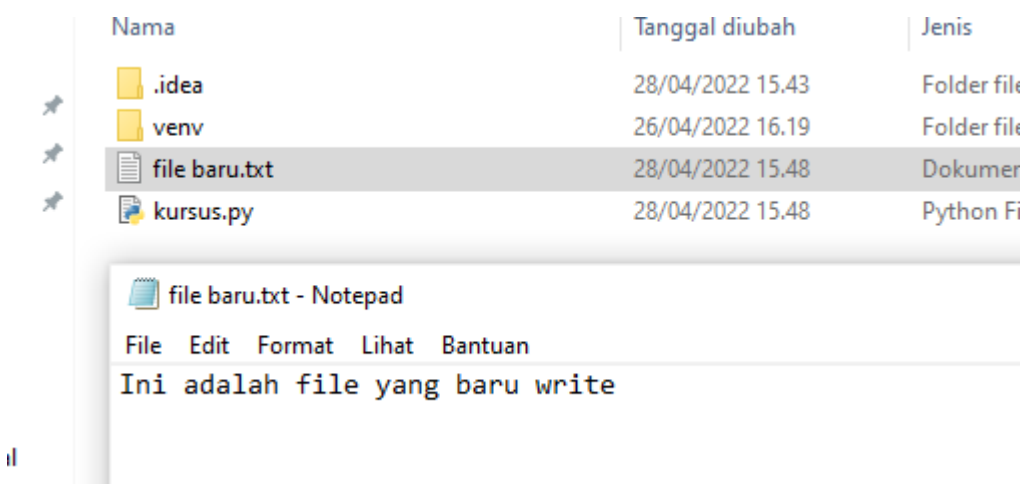 Nama Tanggal diubah Jenis
.idea 28/04/2022 15.43 Folder file
venv 26/04/2022 16.19 Folder file
file baru.txt 28/04/2022 15.48 Dokumen
kursus.py 28/04/2022 15.48 Python Fi
file baru.txt - Notepad
File Edit Format Lihat Bantuan
Ini adalah file yang baru write
al